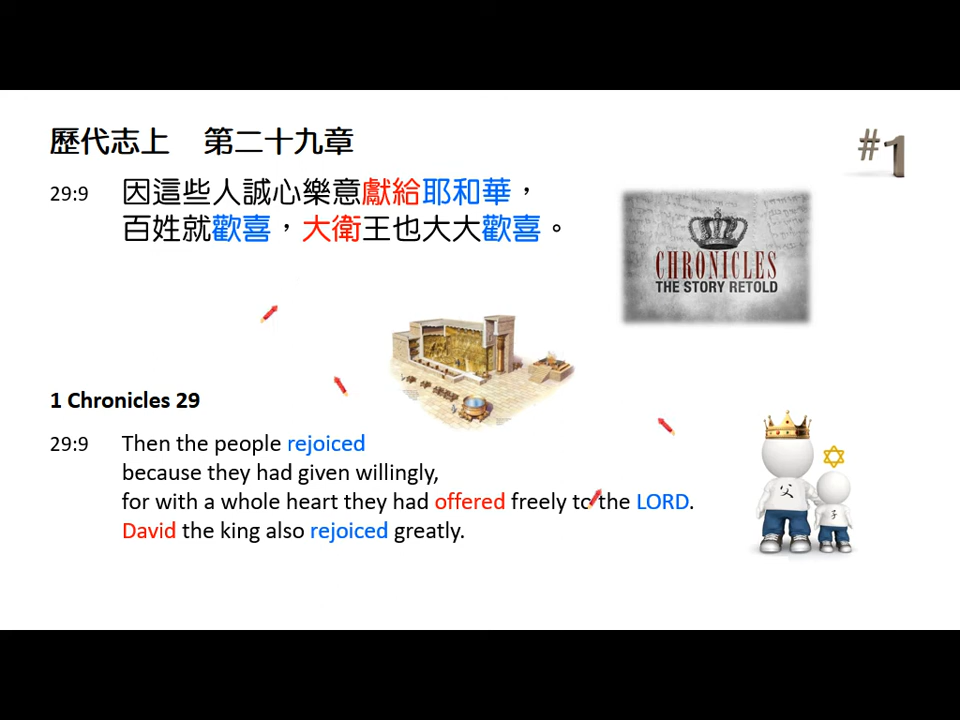 歷代志上　第二十九章
#1
29:9 因這些人誠心樂意獻給耶和華，
百姓就歡喜，大衛王也大大歡喜。
CHRONICLES
THE STORY RETOLD
1 Chronicles 29
29:9 Then the people rejoiced
because they had given willingly,
for with a whole heart they had offered freely to the LORD.
David the king also rejoiced greatly.
父
子